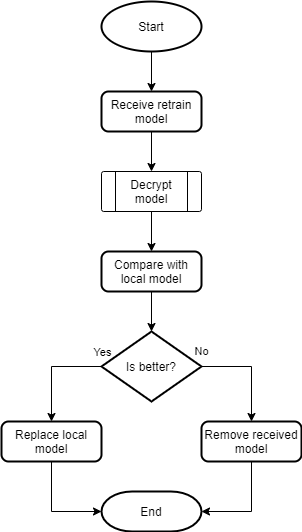 Start
Receive retrain
model
Decrypt
model
Compare with
local model
Is better?
Yes
No
Replace local
model
Remove received
model
End